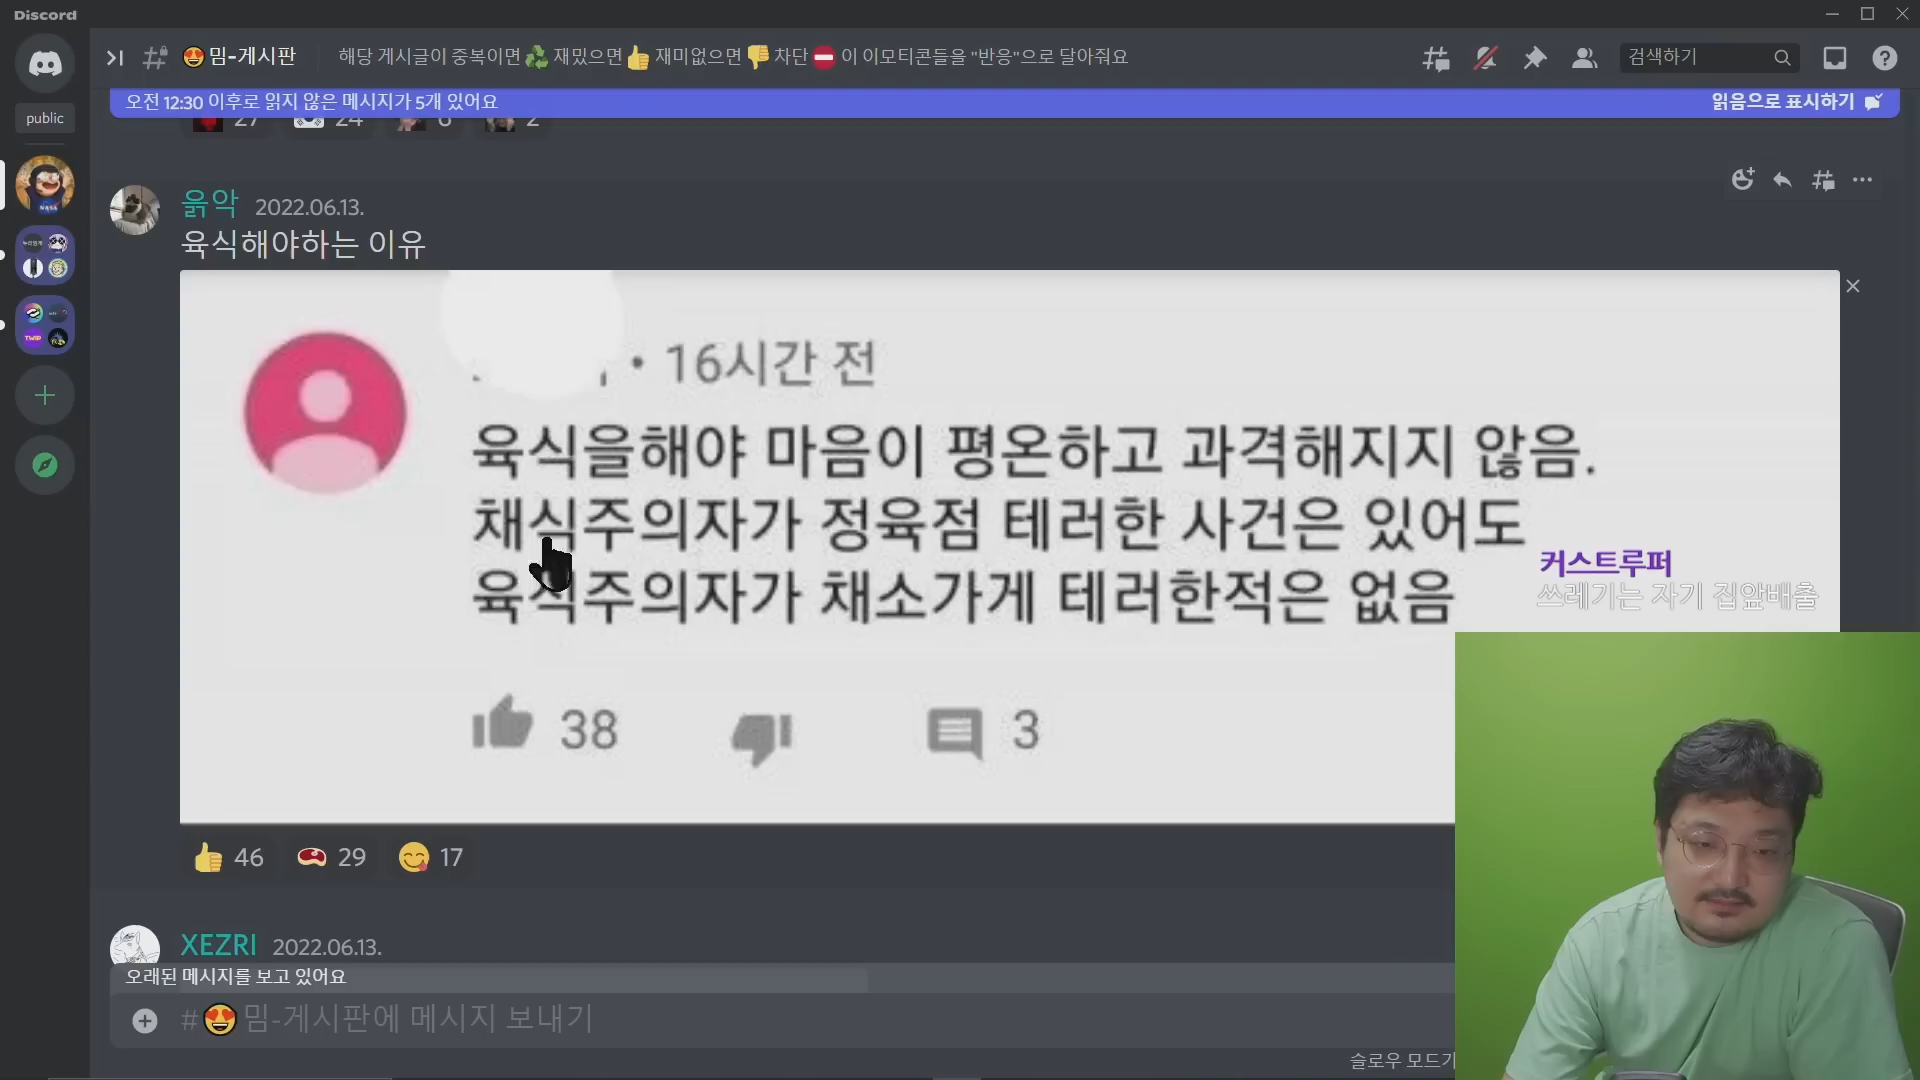 Discord
밈-게시판
해당 게시글이 중복이면 재밌으면 재미없으면 차단 이 이모티콘들을 "반응"으로 달아줘요
검색하기
public
오전 12:30 이후로 읽지 않은 메시지가 5개 있어요
읽음으로 표시하기
27 24 6 2
읅악 2022.06.13.
육식해야하는 이유
• 16시간 전
육식을해야 마음이 평온하고 과격해지지 않음.
채식주의자가 정육점 테러한 사건은 있어도
육식주의자가 채소가게 테러한적은 없음
커스트루퍼
쓰레기는 자기 집앞배출
38 3
46 29 17
XEZRI 2022.06.13.
오래된 메시지를 보고 있어요
#밈-게시판에 메시지 보내기
슬로우 모드가
NASA
TWIP